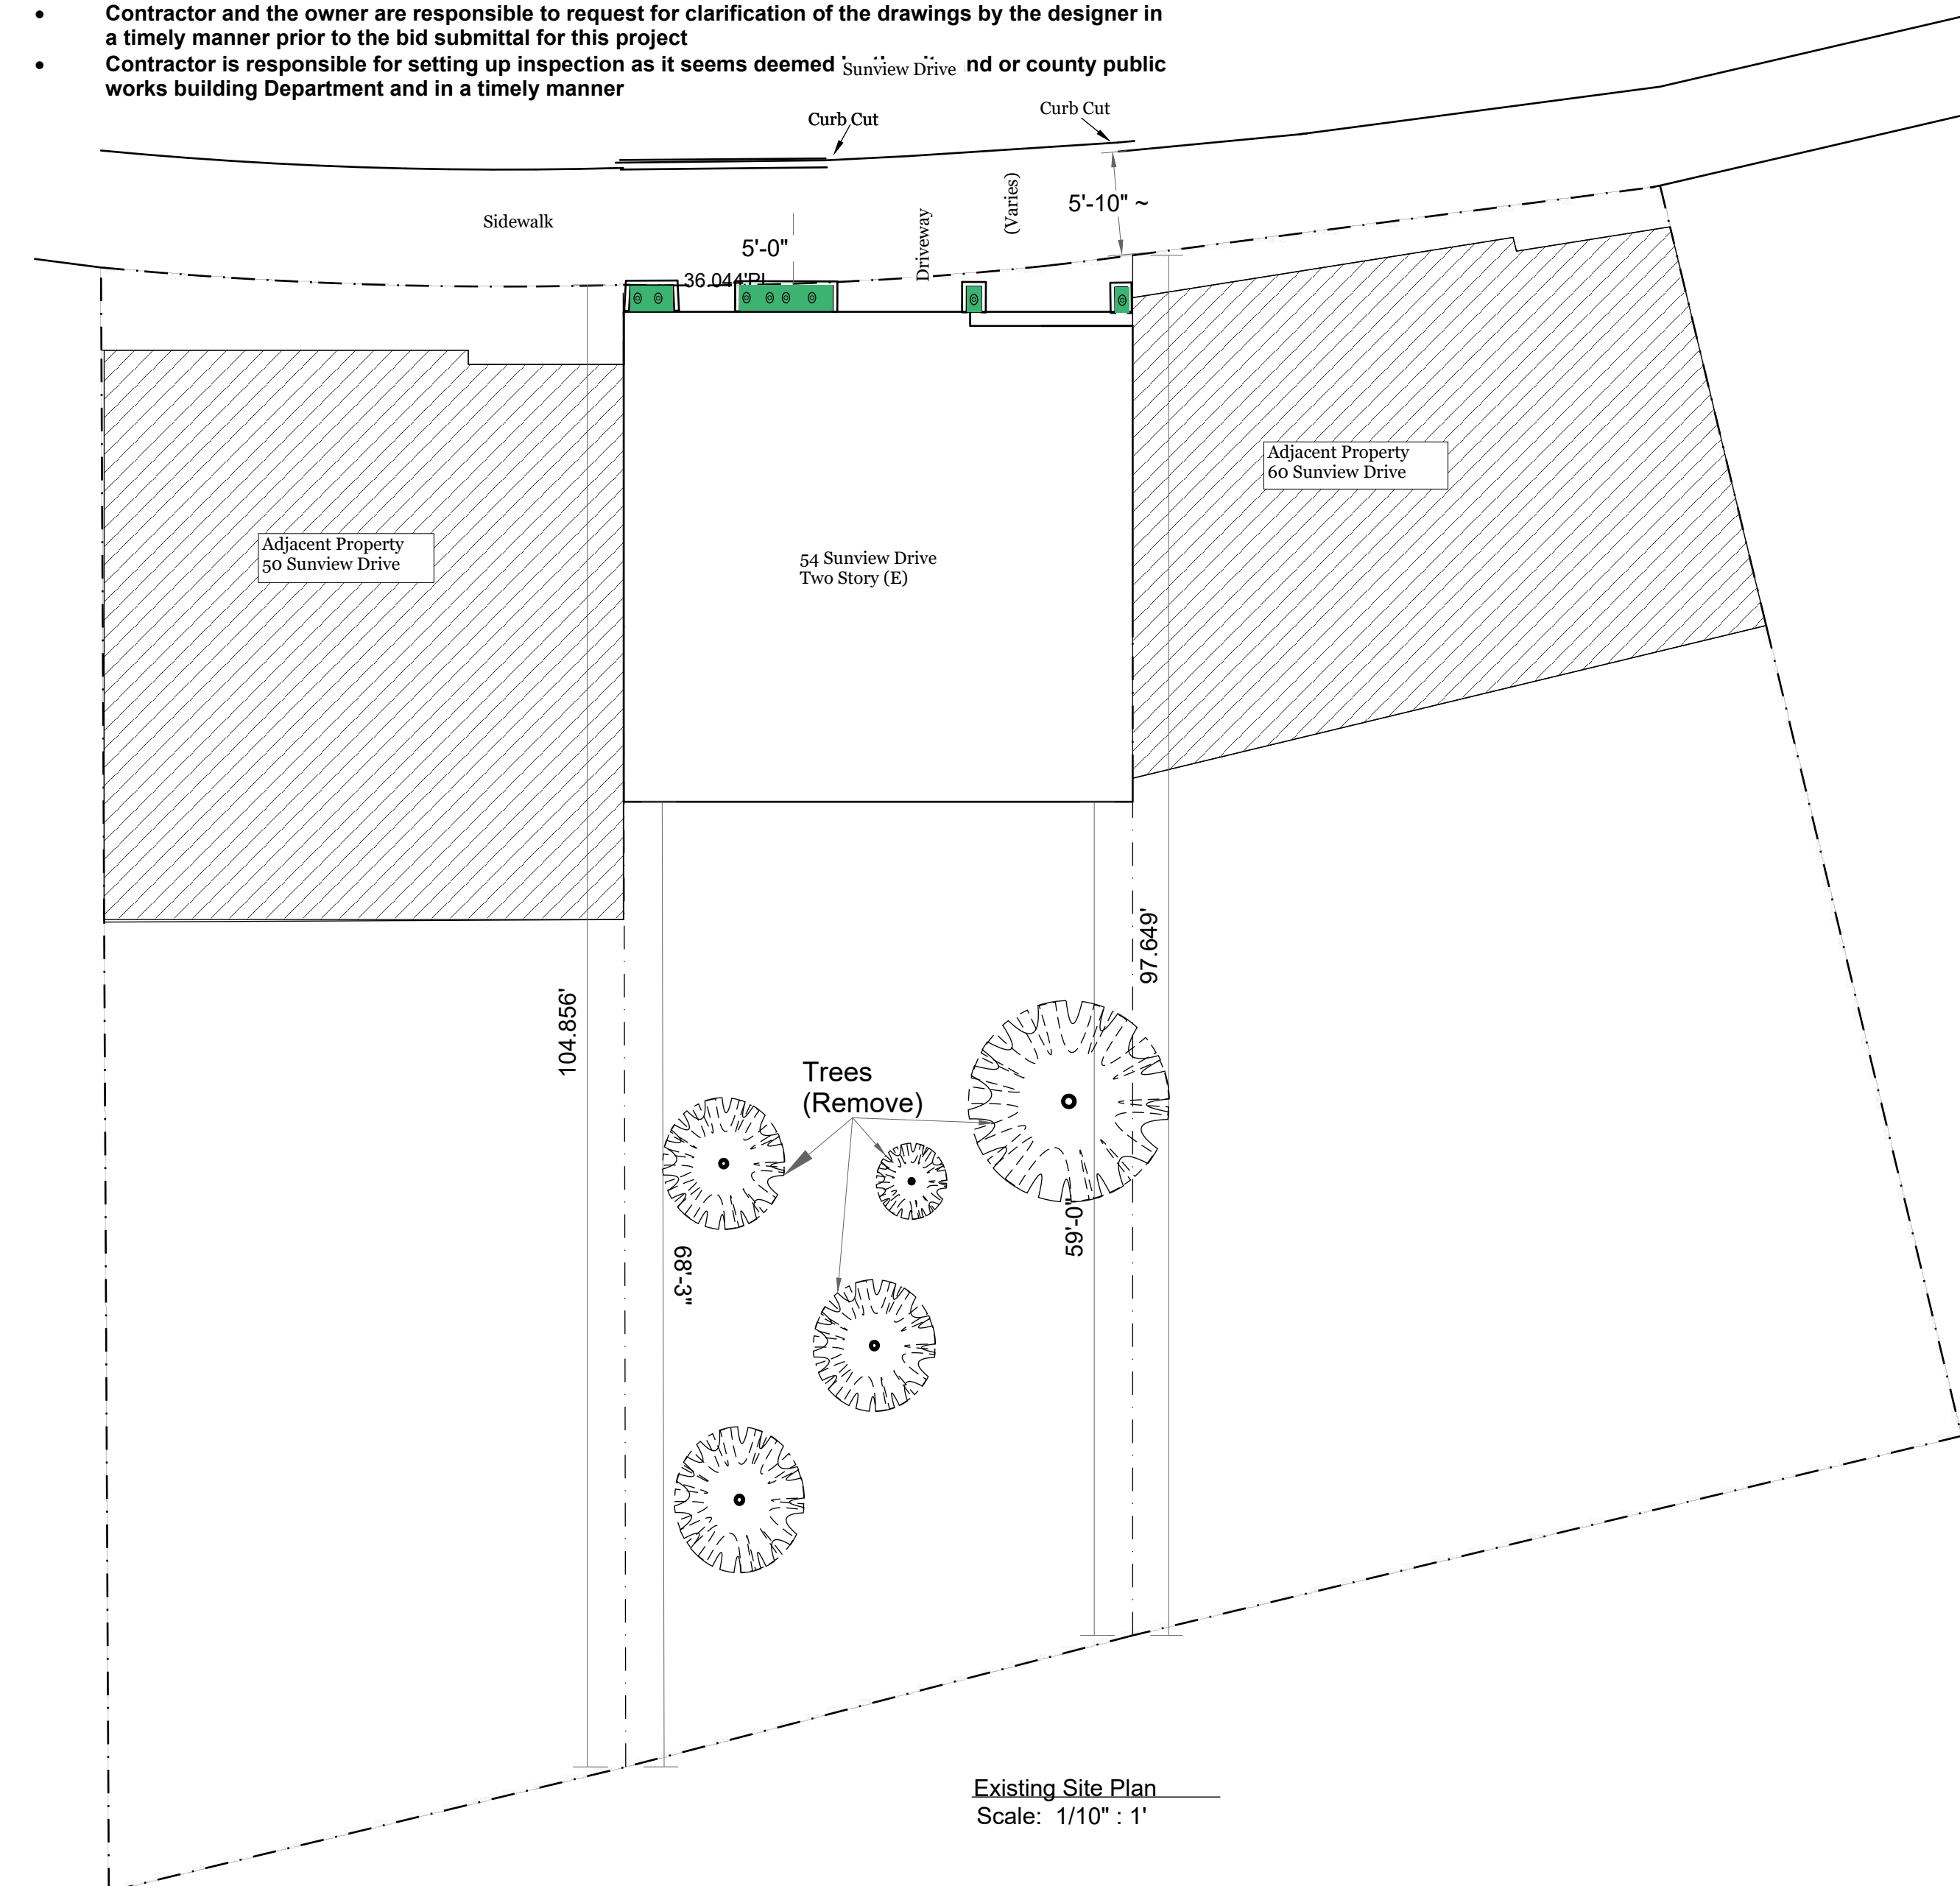 • Contractor and the owner are responsible to request for clarification of the drawings by the designer in
a timely manner prior to the bid submittal for this project
• Contractor is responsible for setting up inspection as it seems deemed nd or county public
works building Department and in a timely manner
Sunview Drive
Curb Cut
Curb Cut
Sidewalk
Driveway
(Varies)
5'-10" ~
5'-0"
36.044'PL
Adjacent Property
60 Sunview Drive
Adjacent Property
50 Sunview Drive
54 Sunview Drive
Two Story (E)
97.649'
104.856'
Trees
(Remove)
59'-0"
68'-3"
Existing Site Plan
Scale: 1/10" : 1'